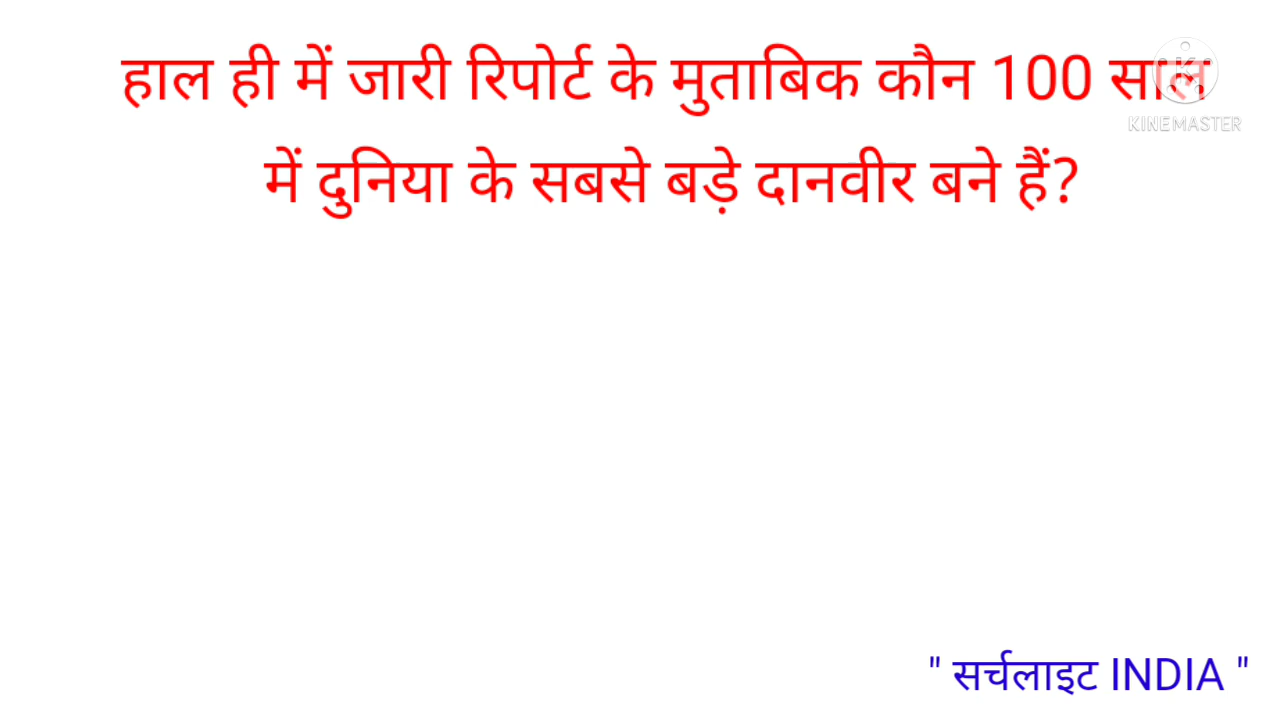 हाल ही में जारी रिपोर्ट के मुताबिक कौन 100 साल
KINEMASTER
में दुनिया के सबसे बड़े दानवीर बने हैं?
" सर्चलाइट INDIA "